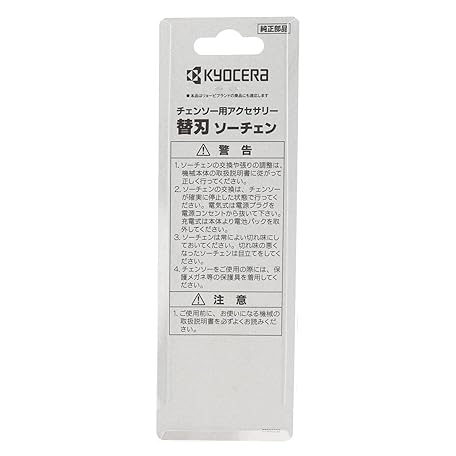 純正部品
KYOCERA
●本品はリョービブランドの商品にも適応します
チェンソー用アクセサリー
替刃 ソーチェン
警告
1. ソーチェンの交換や張りの調整は、
機械本体の取扱説明書に従がって
正しく行ってください。
2. ソーチェンの交換は、チェンソー
が確実に停止した状態で行ってく
ださい。電気式は電源プラグを
電源コンセントから抜いて下さい。
充電式は本体より電池パックを取
外してください。
3. ソーチェンは常によい切れ味にし
ておいてください。切れ味の悪く
なったソーチェンは目立てをしてく
ださい。
4. チェンソーをご使用の際には、保
護メガネ等の保護具を着用してく
ださい。
注意
1. ご使用前に、お使いになる機械の
取扱説明書を必ずよくお読みくだ
さい。